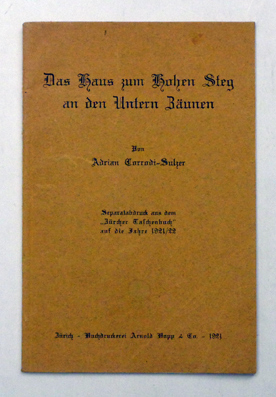 Das Haus zum Hohen Steg
an den Untern Zäunen
Von
Adrian Corrodi-Sulzer
Separatabdruck aus dem
„Zürcher Taschenbuch“
auf die Jahre 1921/22
Zürich - Buchdruckerei Arnold Bopp & Co. - 1921